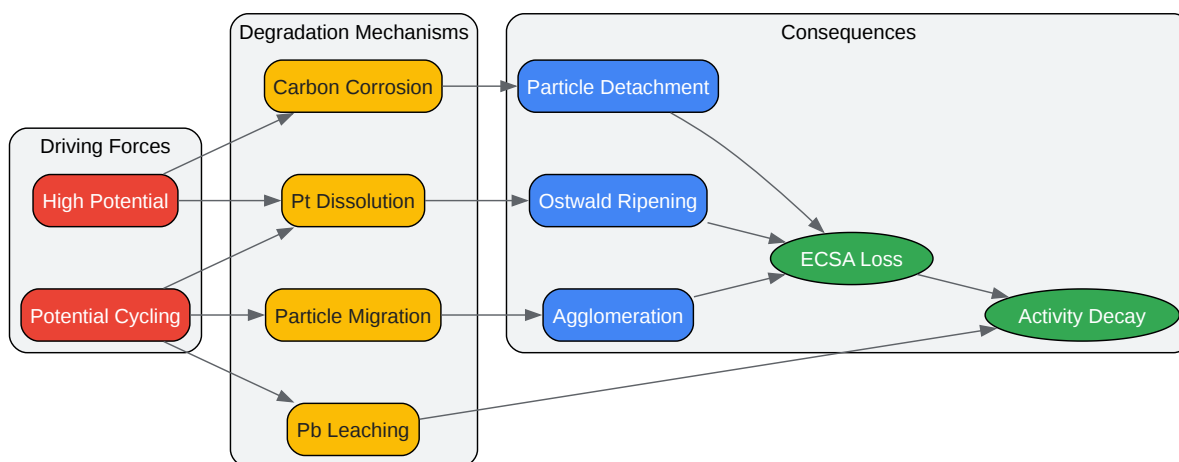 Driving Forces
High Potential
Potential Cycling
Degradation Mechanisms
Carbon Corrosion
Pt Dissolution
Particle Migration
Pb Leaching
Consequences
Particle Detachment
Ostwald Ripening
Agglomeration
ECSA Loss
Activity Decay